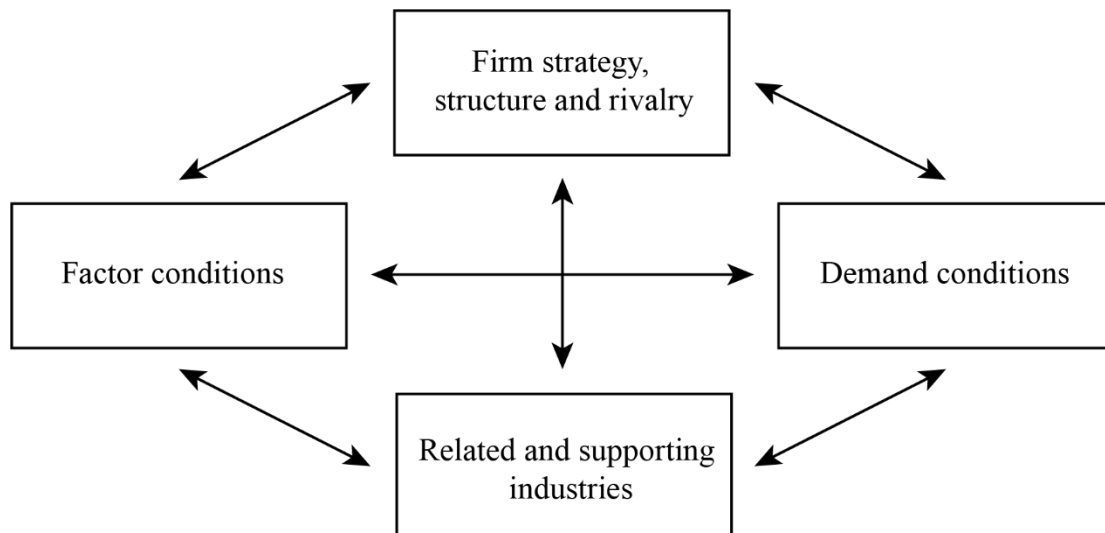 Firm strategy,
structure and rivalry
Factor conditions
Demand conditions
Related and supporting
industries